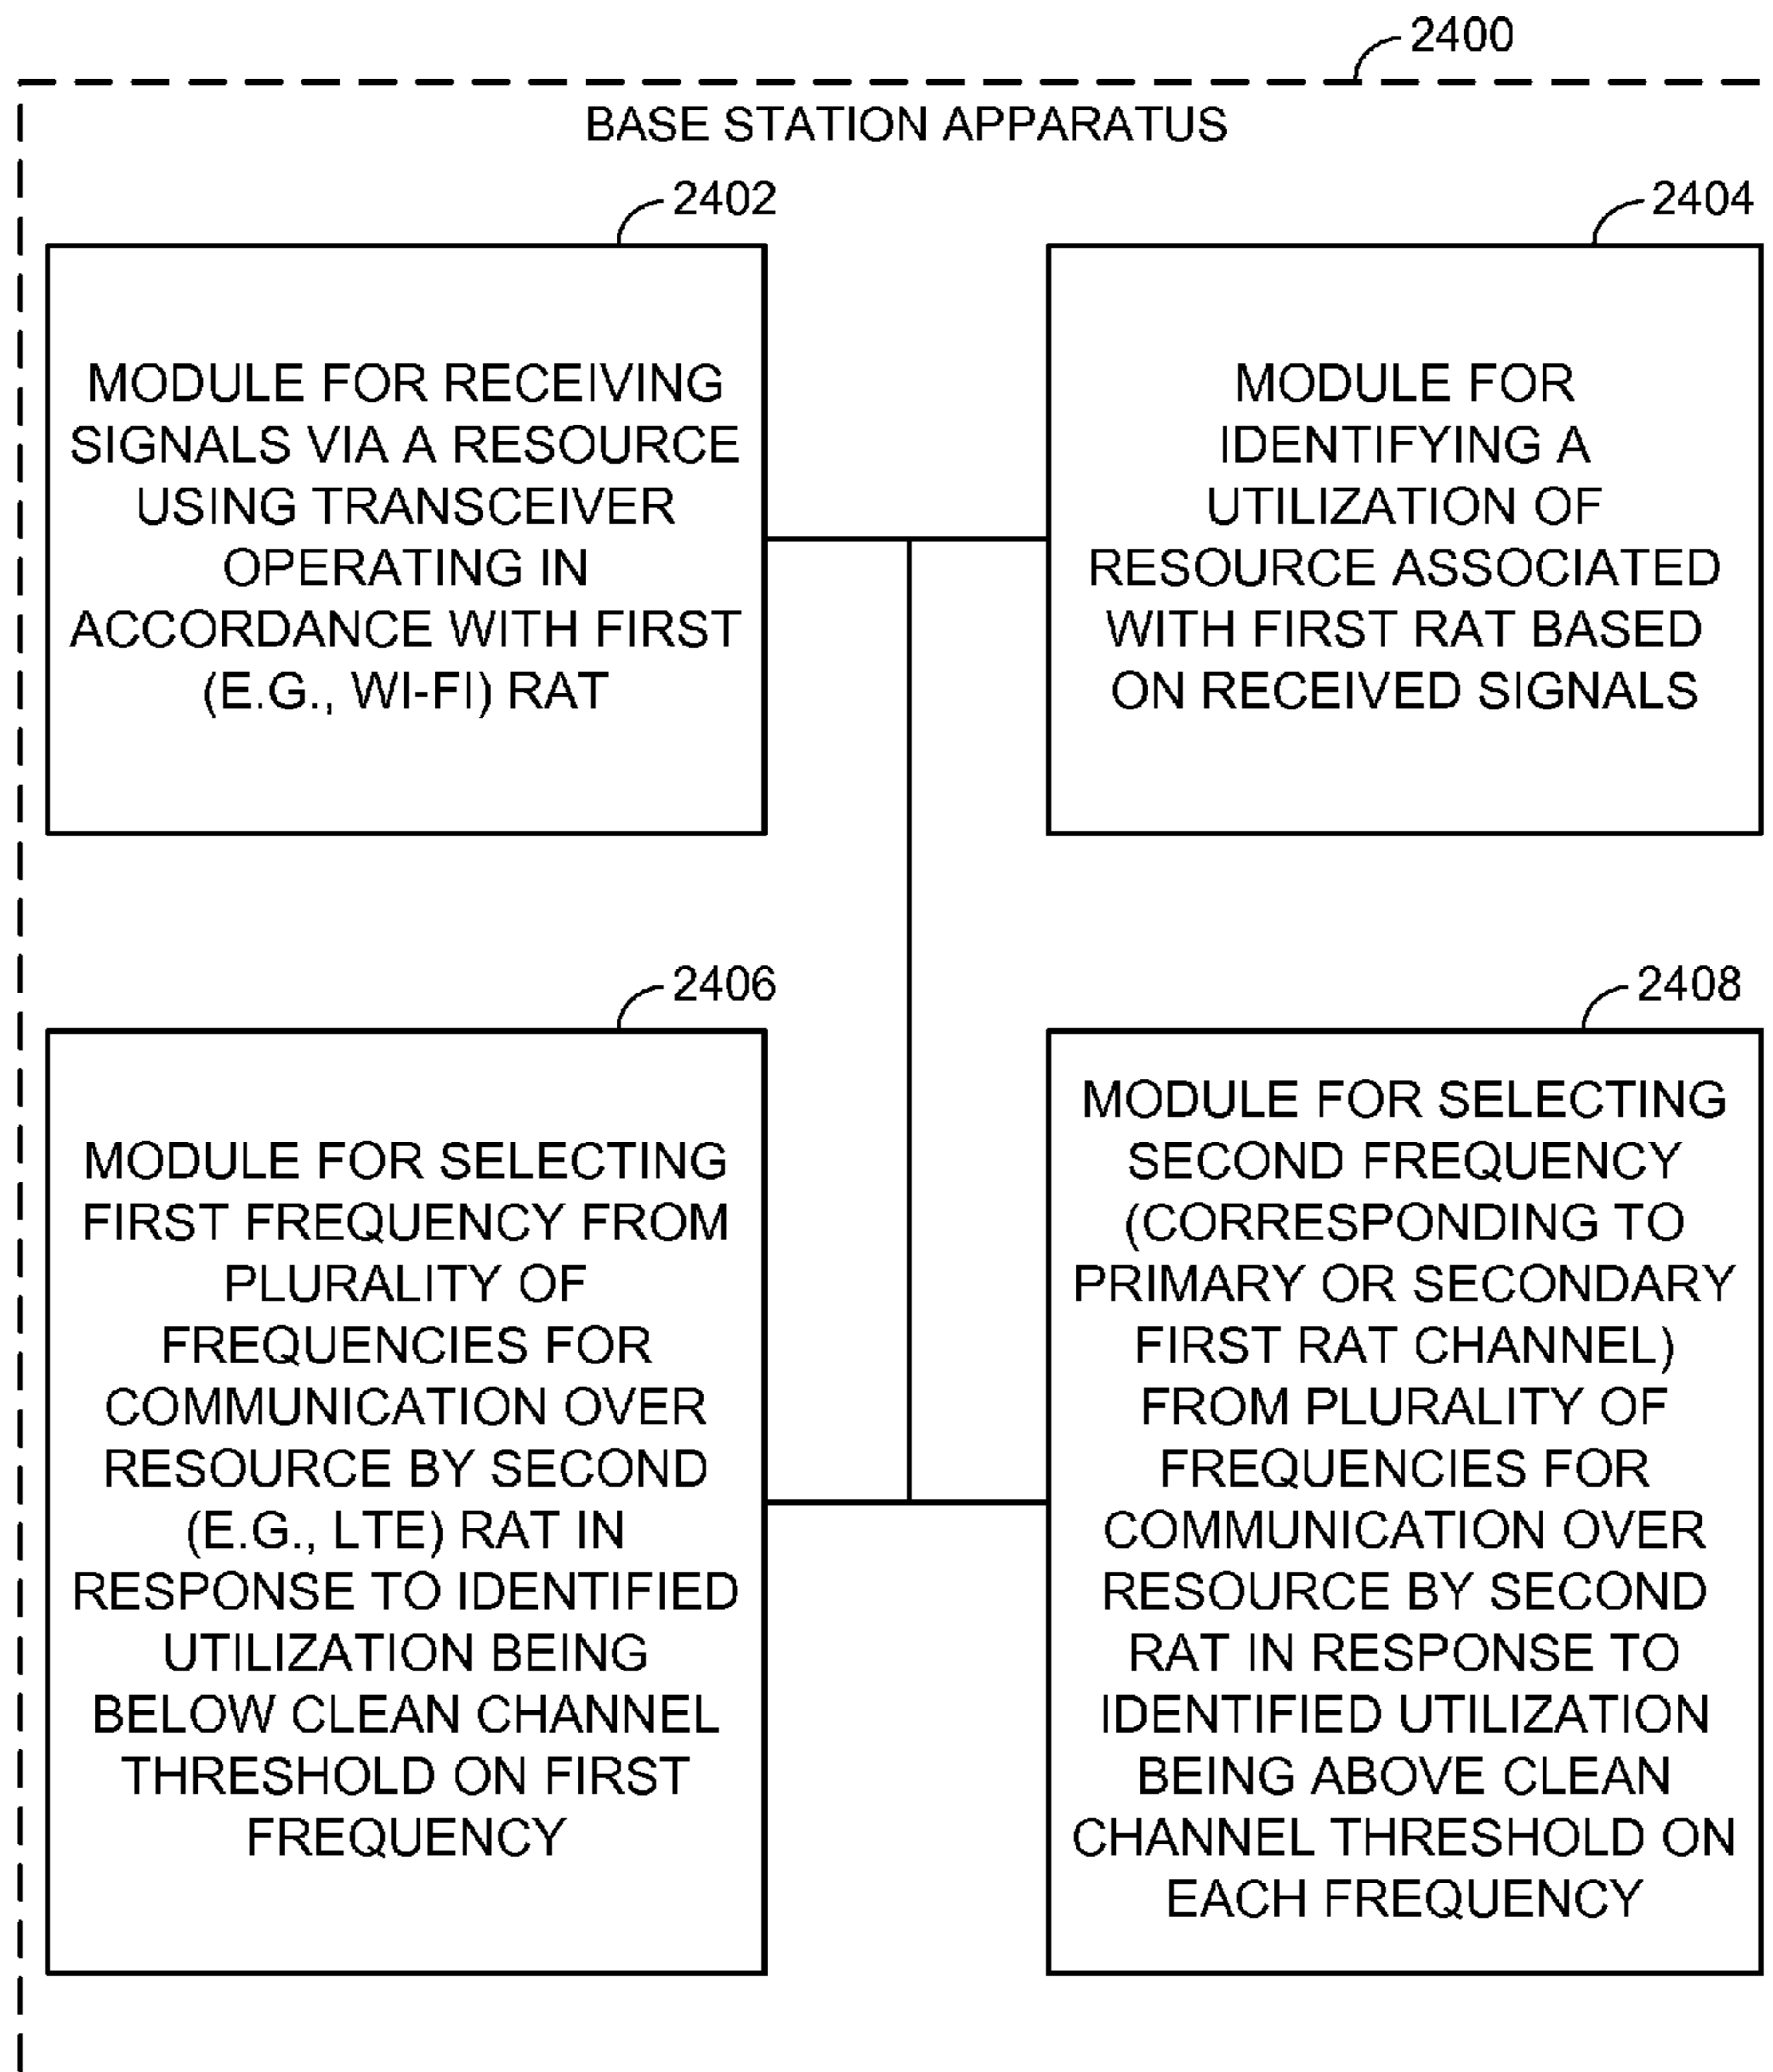 2400
BASE STATION APPARATUS
2402
MODULE FOR RECEIVING
SIGNALS VIA A RESOURCE
USING TRANSCEIVER
OPERATING IN
ACCORDANCE WITH FIRST
(E.G., WI-FI) RAT
2404
MODULE FOR
IDENTIFYING A
UTILIZATION OF
RESOURCE ASSOCIATED
WITH FIRST RAT BASED
ON RECEIVED SIGNALS
2406
MODULE FOR SELECTING
FIRST FREQUENCY FROM
PLURALITY OF
FREQUENCIES FOR
COMMUNICATION OVER
RESOURCE BY SECOND
(E.G., LTE) RAT IN
RESPONSE TO IDENTIFIED
UTILIZATION BEING
BELOW CLEAN CHANNEL
THRESHOLD ON FIRST
FREQUENCY
2408
MODULE FOR SELECTING
SECOND FREQUENCY
(CORRESPONDING TO
PRIMARY OR SECONDARY
FIRST RAT CHANNEL)
FROM PLURALITY OF
FREQUENCIES FOR
COMMUNICATION OVER
RESOURCE BY SECOND
RAT IN RESPONSE TO
IDENTIFIED UTILIZATION
BEING ABOVE CLEAN
CHANNEL THRESHOLD ON
EACH FREQUENCY